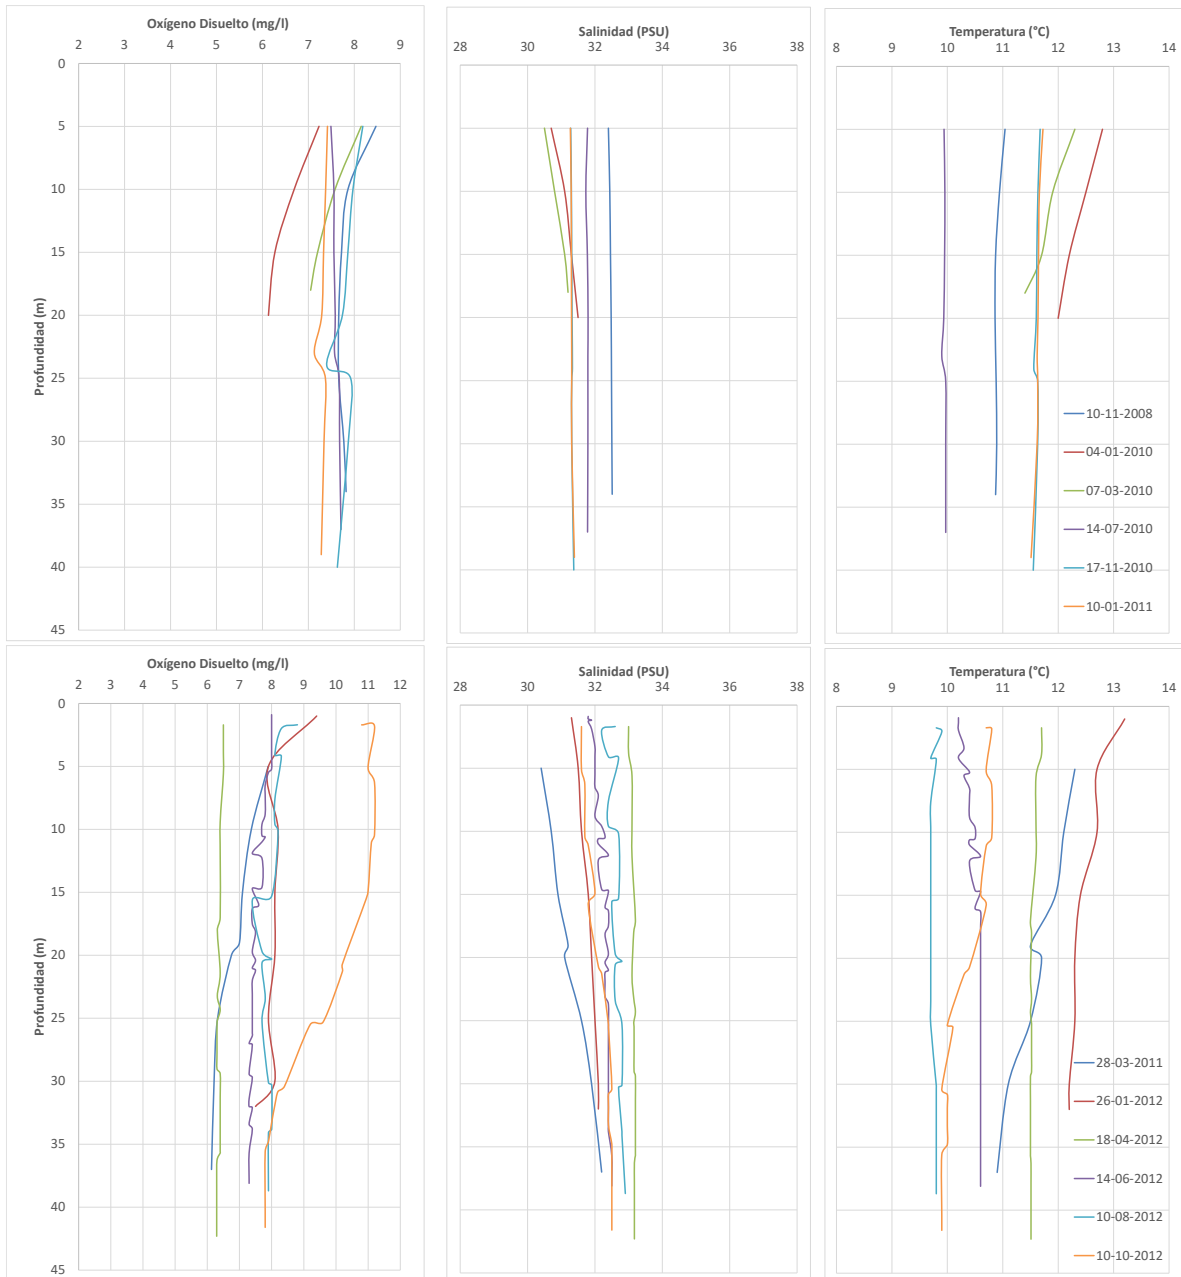 Oxígeno Disuelto (mg/l)
2 3 4 5 6 7 8 9
0
5
10
15
20
25
30
35
40
45
Profundidad (m)
Salinidad (PSU)
28 30 32 34 36 38
Temperatura (°C)
8 9 10 11 12 13 14
10-11-2008
04-01-2010
07-03-2010
14-07-2010
17-11-2010
10-01-2011
Oxígeno Disuelto (mg/l)
2 3 4 5 6 7 8 9 10 11 12
0
5
10
15
20
25
30
35
40
45
Profundidad (m)
Salinidad (PSU)
28 30 32 34 36 38
Temperatura (°C)
8 9 10 11 12 13 14
28-03-2011
26-01-2012
18-04-2012
14-06-2012
10-08-2012
10-10-2012